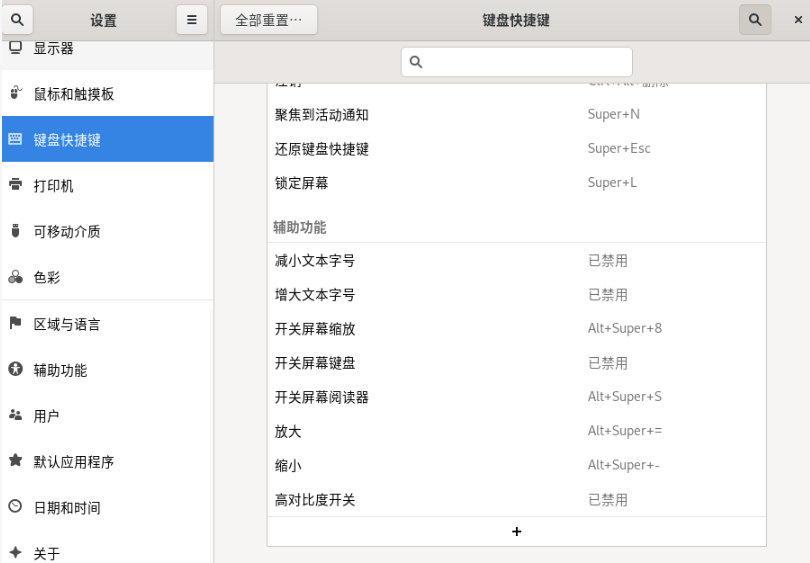 设置
全部重置…
键盘快捷键
显示器
鼠标和触摸板
键盘快捷键
打印机
可移动介质
色彩
区域与语言
辅助功能
用户
默认应用程序
日期和时间
关于
聚焦到活动通知 Super+N
还原键盘快捷键 Super+Esc
锁定屏幕 Super+L
辅助功能
减小文本字号 已禁用
增大文本字号 已禁用
开关屏幕缩放 Alt+Super+8
开关屏幕键盘 已禁用
开关屏幕阅读器 Alt+Super+S
放大 Alt+Super+=
缩小 Alt+Super+-
高对比度开关 已禁用